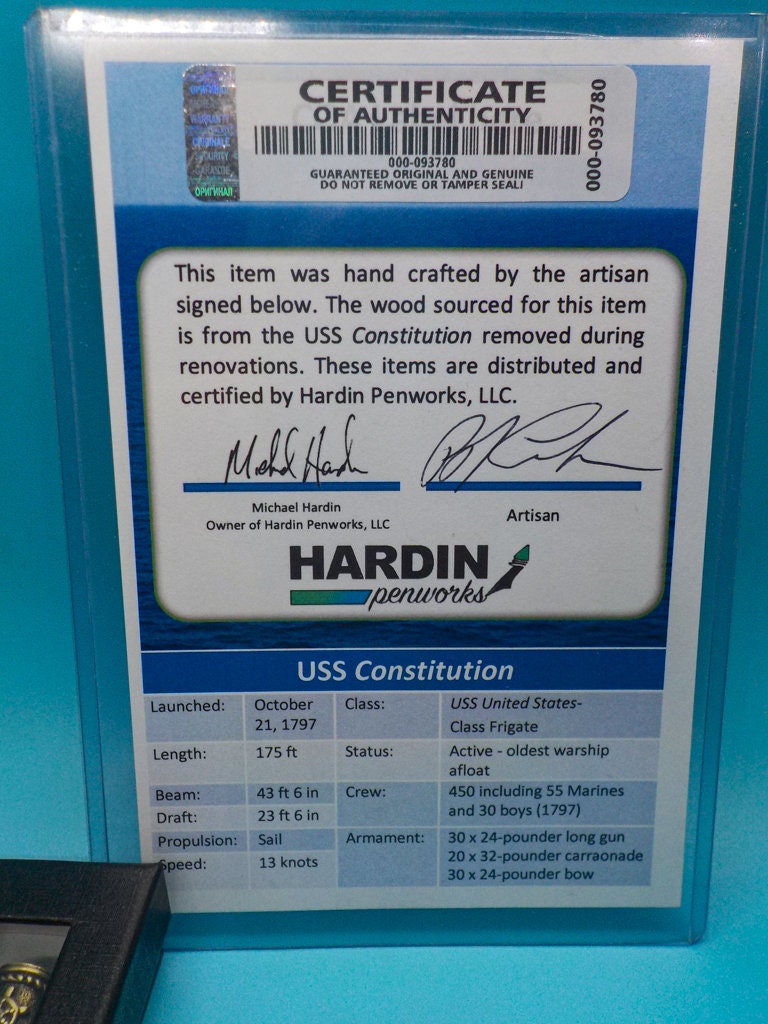 CERTIFICATE
OF AUTHENTICITY
000-093780
GUARANTEED ORIGINAL AND GENUINE
DO NOT REMOVE OR TAMPER SEAL!
000-093780
ОРИГИНАЛ
This item was hand crafted by the artisan
signed below. The wood sourced for this item
is from the USS Constitution removed during
renovations. These items are distributed and
certified by Hardin Penworks, LLC.
Michael Hardin
Owner of Hardin Penworks, LLC
Artisan
HARDIN
penworks
USS Constitution
Launched: October 21, 1797
Class: USS United States-
Class Frigate
Length: 175 ft
Status: Active - oldest warship
afloat
Beam: 43 ft 6 in
Crew: 450 including 55 Marines
and 30 boys (1797)
Draft: 23 ft 6 in
Propulsion: Sail
Armament: 30 x 24-pounder long gun
20 x 32-pounder carraonade
30 x 24-pounder bow
Speed: 13 knots